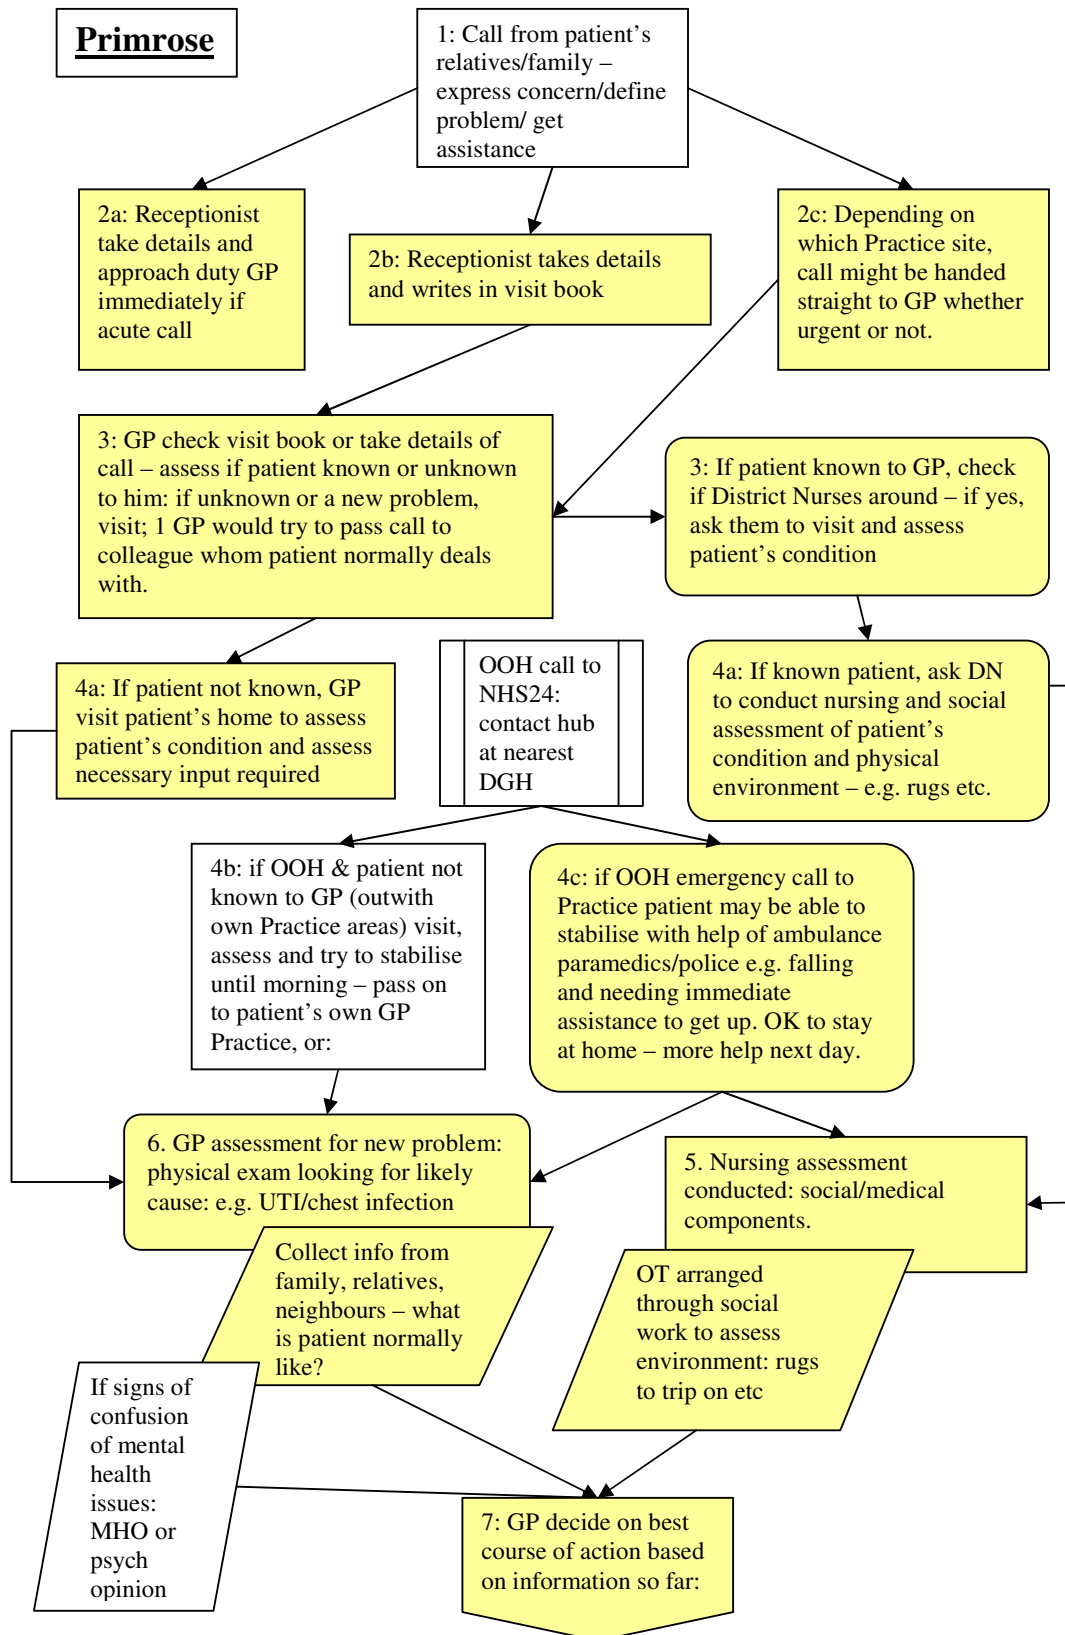 Primrose
1: Call from patient's
relatives/family –
express concern/define
problem/ get
assistance
2a: Receptionist
take details and
approach duty GP
immediately if
acute call
2b: Receptionist takes details
and writes in visit book
2c: Depending on
which Practice site,
call might be handed
straight to GP whether
urgent or not.
3: GP check visit book or take details of
call – assess if patient known or unknown
to him: if unknown or a new problem,
visit; 1 GP would try to pass call to
colleague whom patient normally deals
with.
3: If patient known to GP, check
if District Nurses around – if yes,
ask them to visit and assess
patient's condition
4a: If patient not known, GP
visit patient's home to assess
patient's condition and assess
necessary input required
OOH call to
NHS24:
contact hub
at nearest
DGH
4a: If known patient, ask DN
to conduct nursing and social
assessment of patient's
condition and physical
environment – e.g. rugs etc.
4b: if OOH & patient not
known to GP (outwith
own Practice areas) visit,
assess and try to stabilise
until morning – pass on
to patient's own GP
Practice, or:
4c: if OOH emergency call to
Practice patient may be able to
stabilise with help of ambulance
paramedics/police e.g. falling
and needing immediate
assistance to get up. OK to stay
at home – more help next day.
6. GP assessment for new problem:
physical exam looking for likely
cause: e.g. UTI/chest infection
5. Nursing assessment
conducted: social/medical
components.
Collect info from
family, relatives,
neighbours – what
is patient normally
like?
OT arranged
through social
work to assess
environment: rugs
to trip on etc
If signs of
confusion
of mental
health
issues:
MHO or
psych
opinion
7: GP decide on best
course of action based
on information so far: